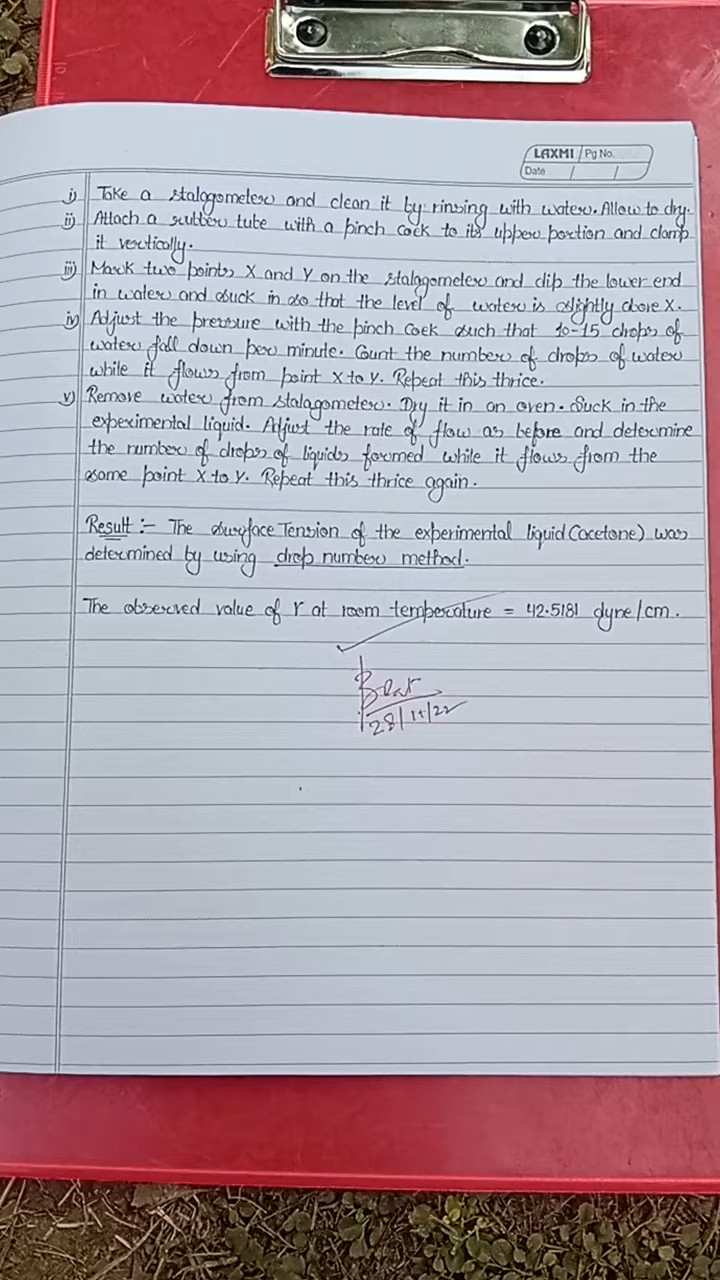 LAXMI Pg No.
Date / /
i) Take a stalagometer and clean it by rinsing with water. Allow to dry.
ii) Attach a rubber tube with a pinch cock to its upper portion and clamp
it vertically.
iii) Mark two points X and Y on the stalagometer and dip the lower end
in water and suck in so that the level of water is slightly above X.
iv) Adjust the pressure with the pinch cock such that 10-15 drops of
water fall down per minute. Count the number of drops of water
while it flows from point X to Y. Repeat this thrice.
v) Remove water from stalagometer. Dry it in an oven. Suck in the
experimental liquid. Adjust the rate of flow as before and determine
the number of drops of liquids formed while it flows from the
same point X to Y. Repeat this thrice again.
Result :- The surface Tension of the experimental liquid (acetone) was
determined by using drop number method.
The observed value of r at room temperature = 42.5181 dyne/cm.
28/11/22